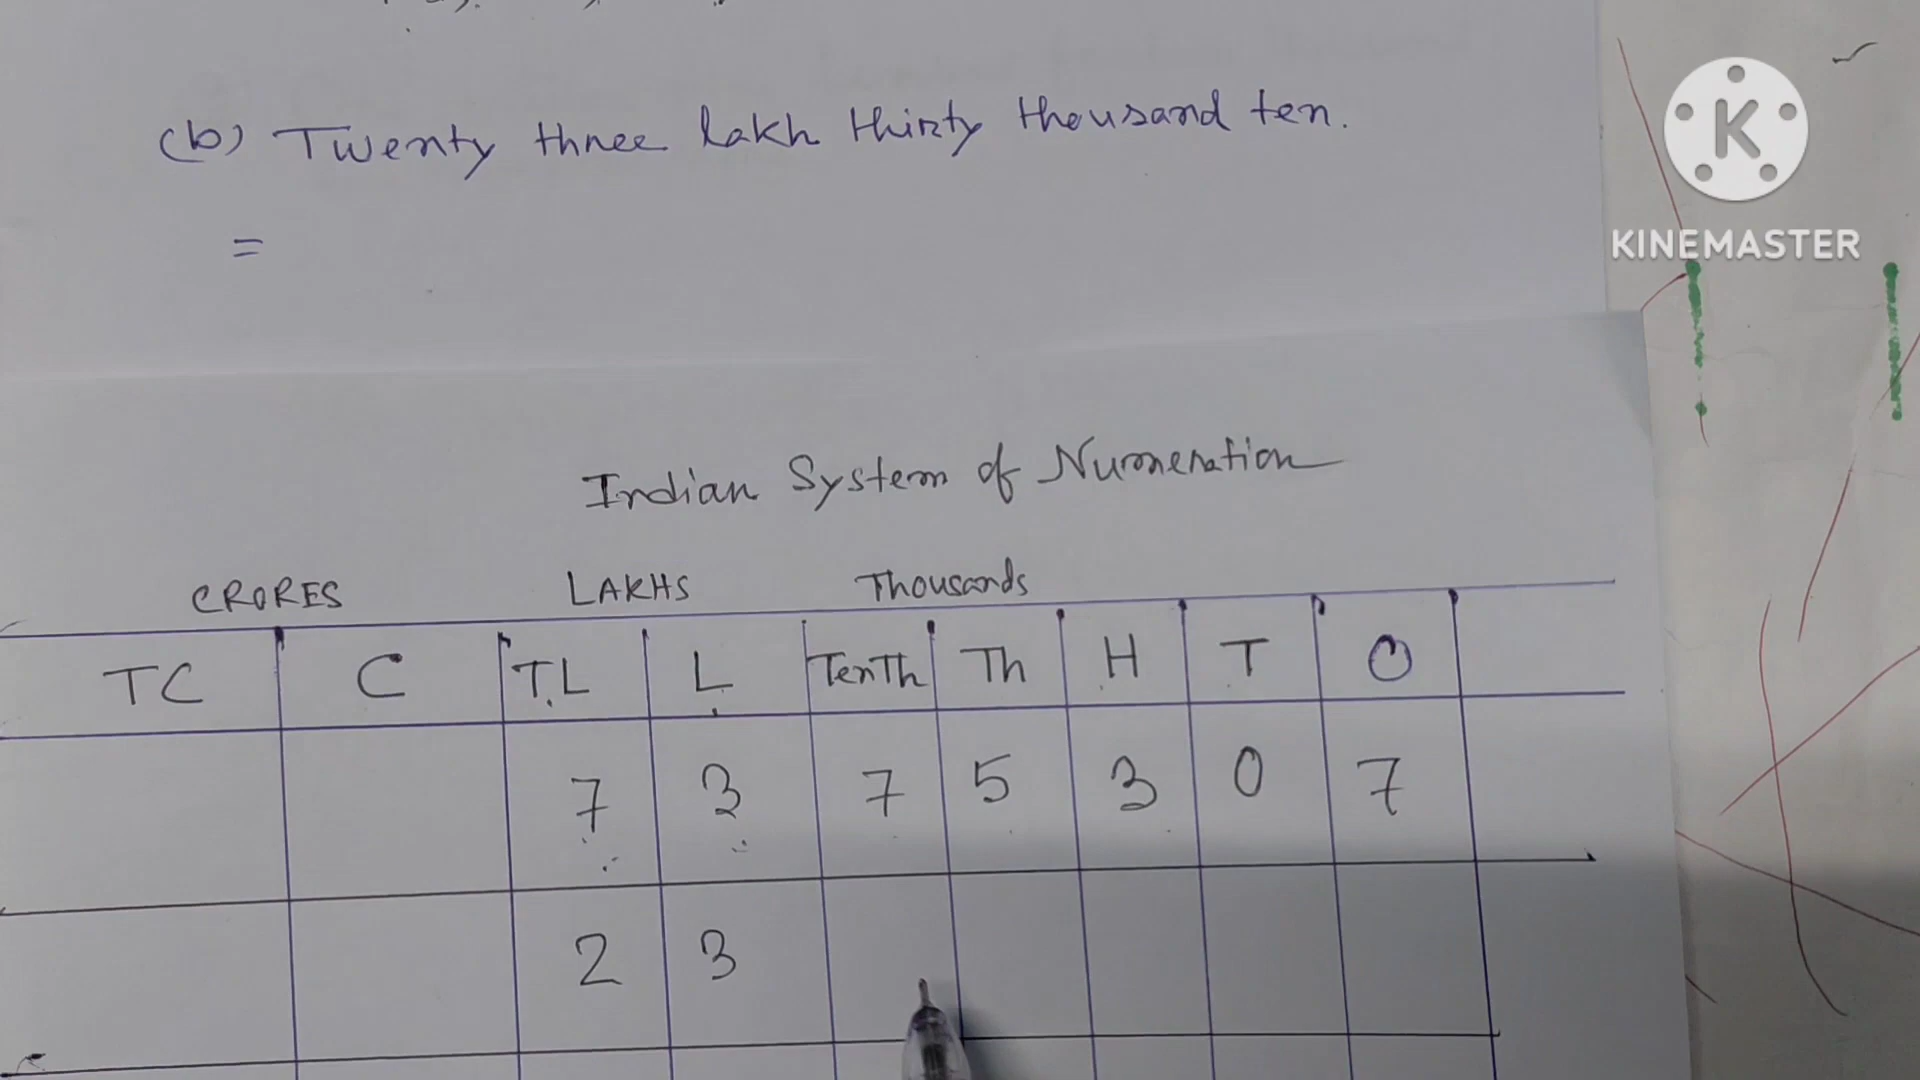 (b) Twenty three lakh thirty thousand ten.
=
K
KINEMASTER
Indian System of Numeration
CRORES LAKHS Thousands
TC C T.L L TenTh Th H T O
7 3 7 5 3 0 7
2 3